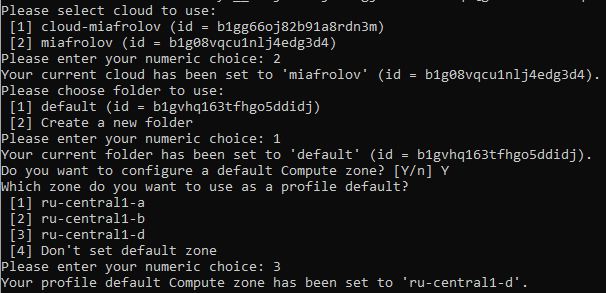 Please select cloud to use:
[1] cloud-miafrolov (id = b1gg66oj82b91a8rdn3m)
[2] miafrolov (id = b1g08vqcu1nlj4edg3d4)
Please enter your numeric choice: 2
Your current cloud has been set to 'miafrolov' (id = b1g08vqcu1nlj4edg3d4).
Please choose folder to use:
[1] default (id = b1gvhq163tfhgo5ddidj)
[2] Create a new folder
Please enter your numeric choice: 1
Your current folder has been set to 'default' (id = b1gvhq163tfhgo5ddidj).
Do you want to configure a default Compute zone? [Y/n] Y
Which zone do you want to use as a profile default?
[1] ru-central1-a
[2] ru-central1-b
[3] ru-central1-d
[4] Don't set default zone
Please enter your numeric choice: 3
Your profile default Compute zone has been set to 'ru-central1-d'.